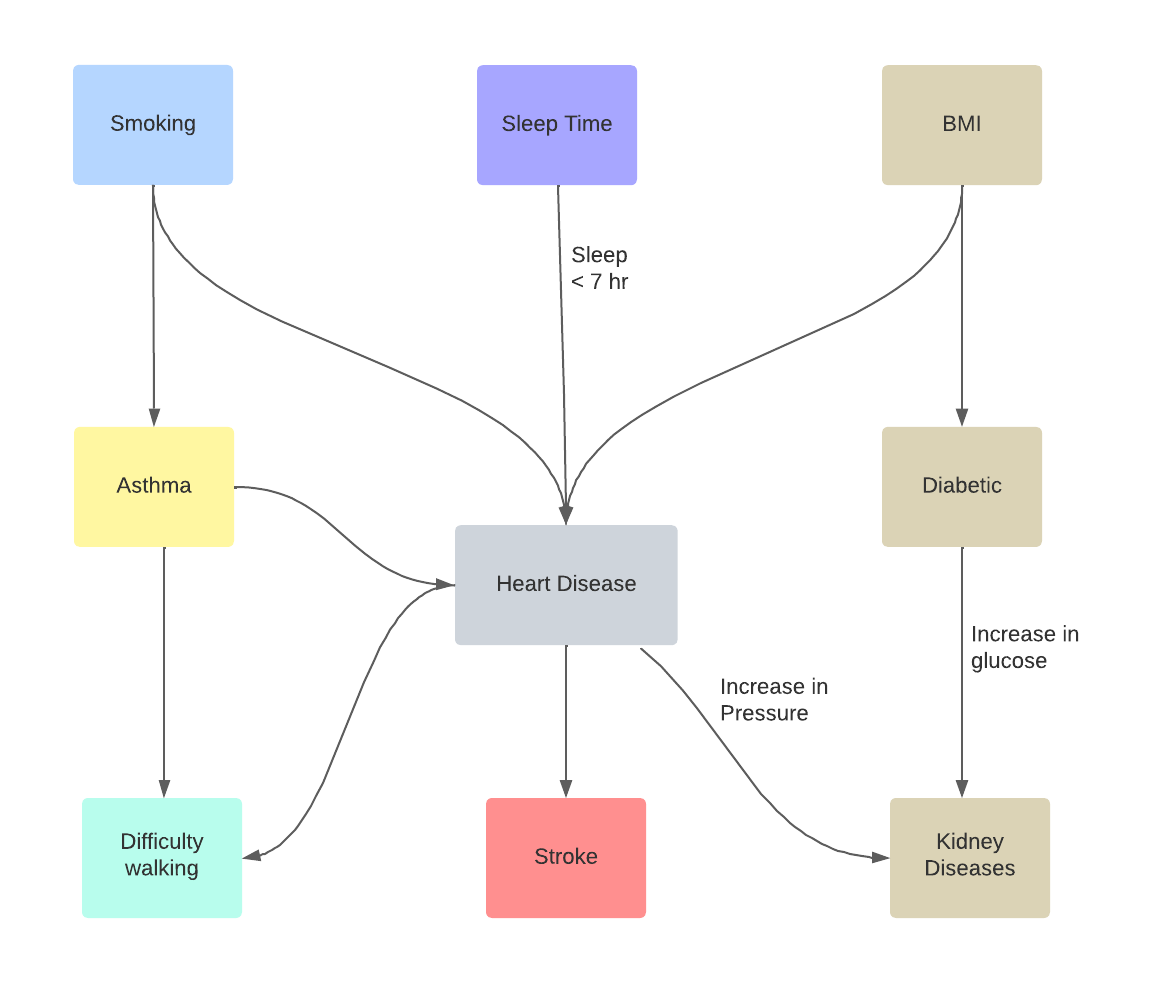 Smoking
Sleep Time
BMI
Sleep
< 7 hr
Asthma
Diabetic
Heart Disease
Increase in
glucose
Increase in
Pressure
Difficulty
walking
Stroke
Kidney
Diseases